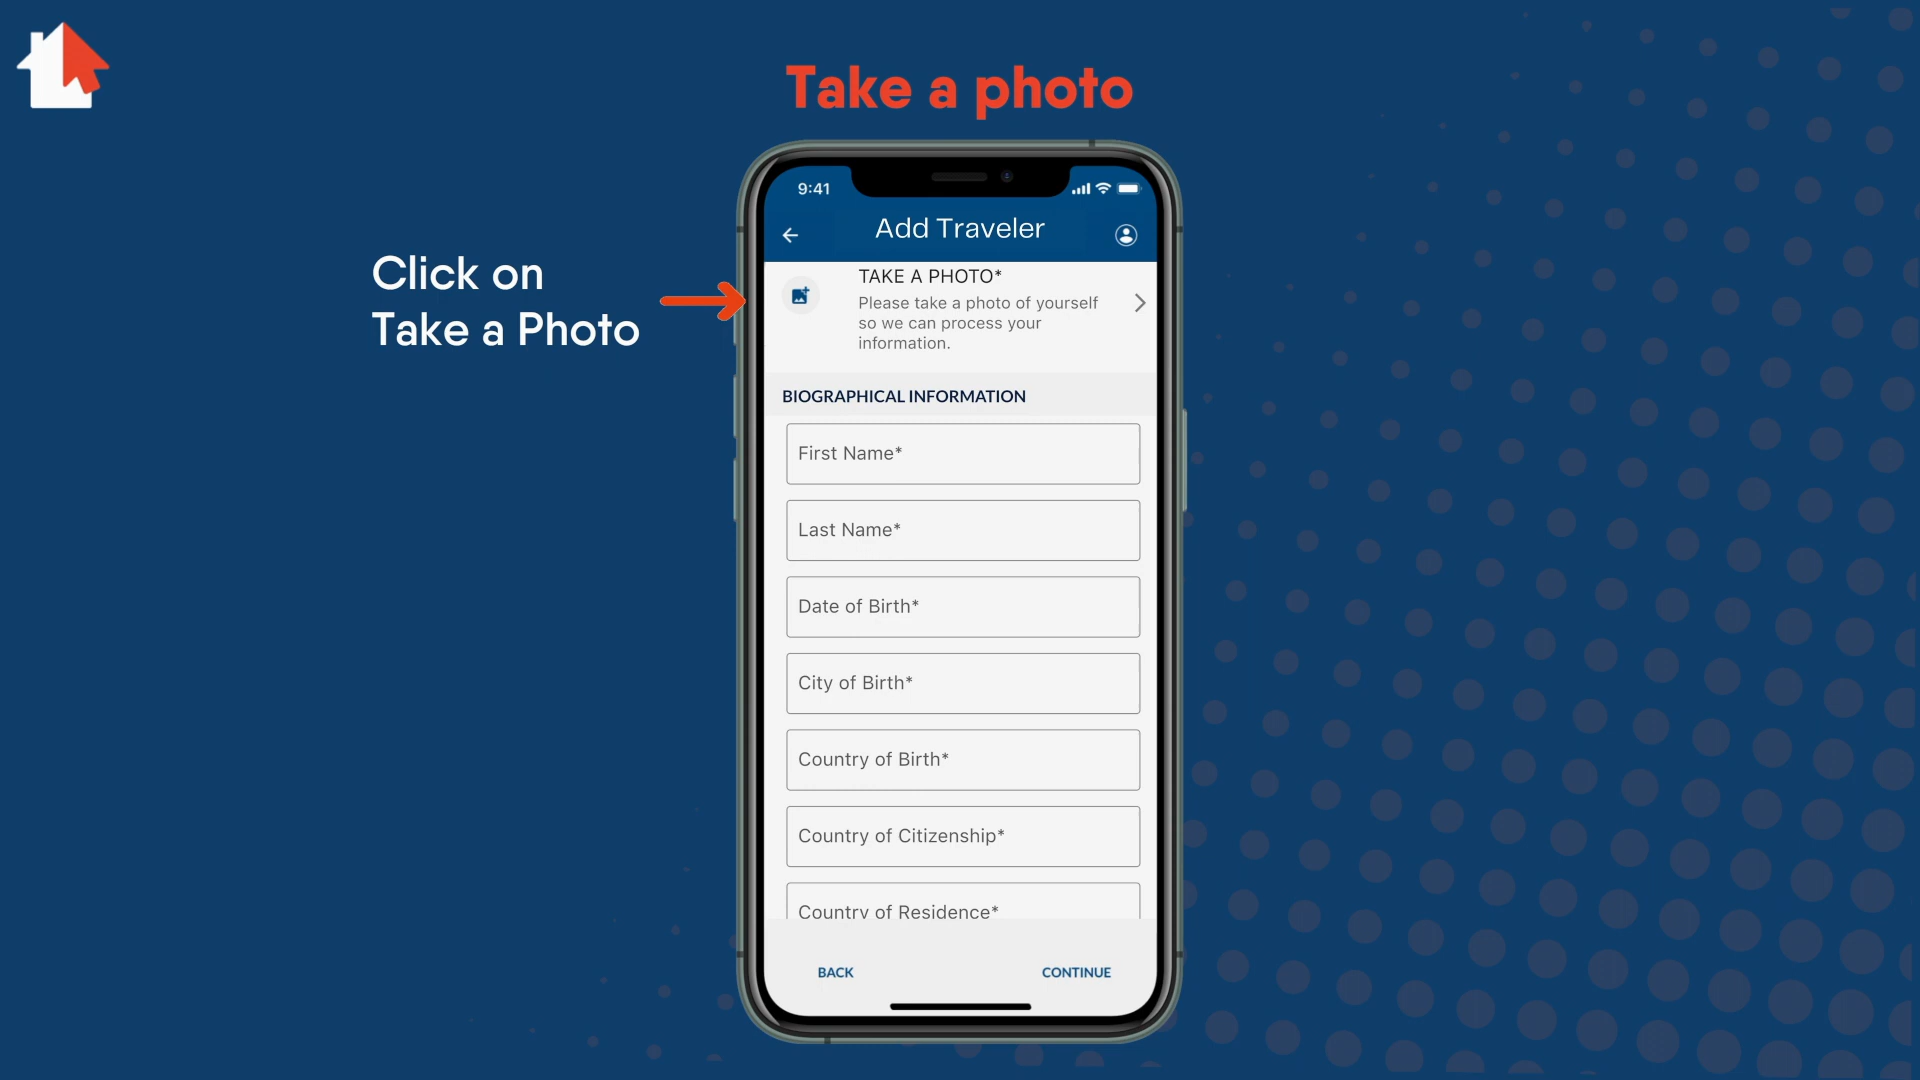 Take a photo
Click on
Take a Photo
9:41
Add Traveler
TAKE A PHOTO*
Please take a photo of yourself
so we can process your
information.
BIOGRAPHICAL INFORMATION
First Name*
Last Name*
Date of Birth*
City of Birth*
Country of Birth*
Country of Citizenship*
Country of Residence*
BACK
CONTINUE